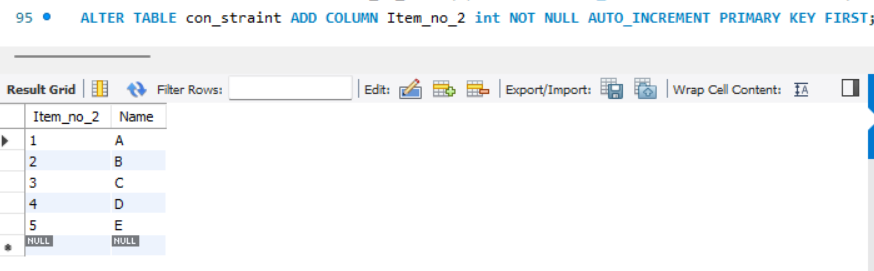 95 ALTER TABLE con_straint ADD COLUMN Item_no_2 int NOT NULL AUTO_INCREMENT PRIMARY KEY FIRST;
Result Grid Filter Rows: Edit: Export/Import: Wrap Cell Content: IA
Item_no_2 Name
1 A
2 B
3 C
4 D
5 E
NULL NULL